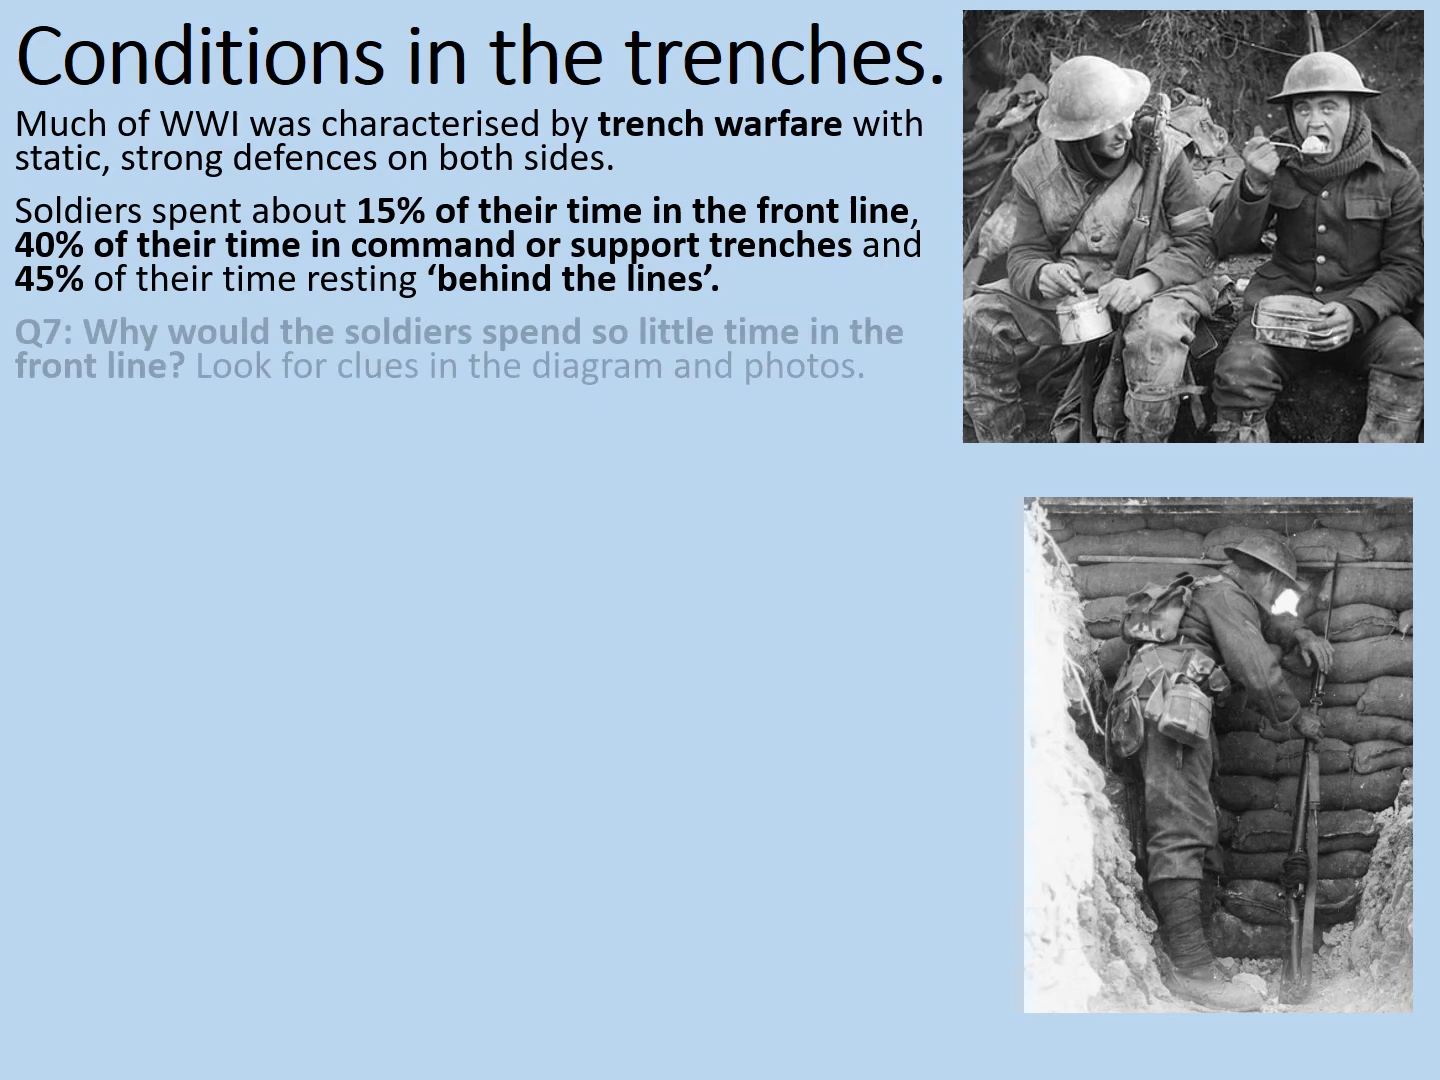 Conditions in the trenches.
Much of WWI was characterised by trench warfare with
static, strong defences on both sides.
Soldiers spent about 15% of their time in the front line,
40% of their time in command or support trenches and
45% of their time resting ‘behind the lines’.
Q7: Why would the soldiers spend so little time in the
front line? Look for clues in the diagram and photos.